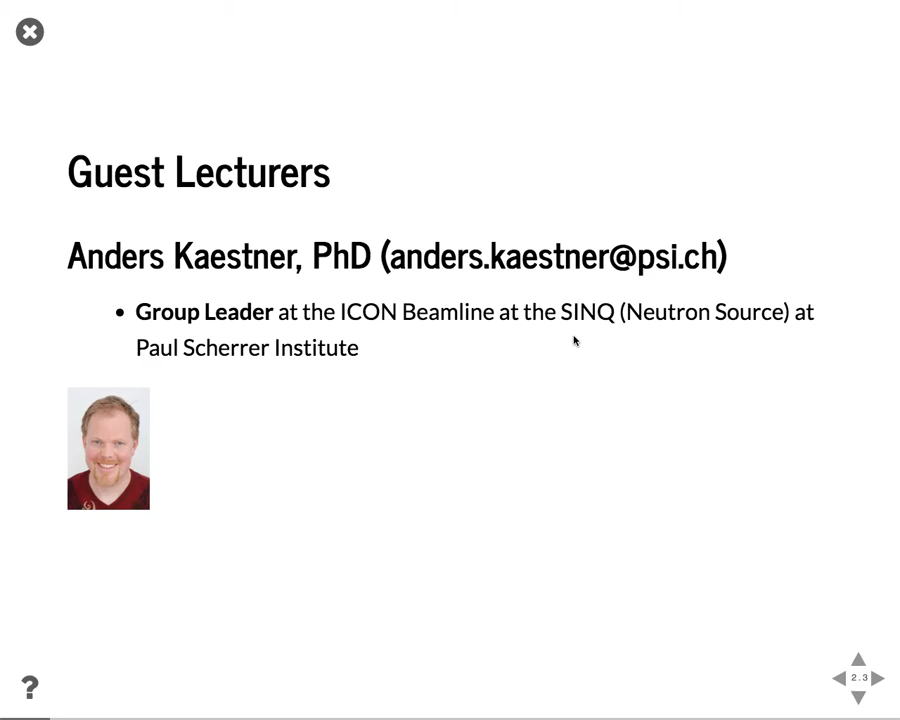 Guest Lecturers
Anders Kaestner, PhD (anders.kaestner@psi.ch)
Group Leader at the ICON Beamline at the SINQ (Neutron Source) at
Paul Scherrer Institute
?
2.3